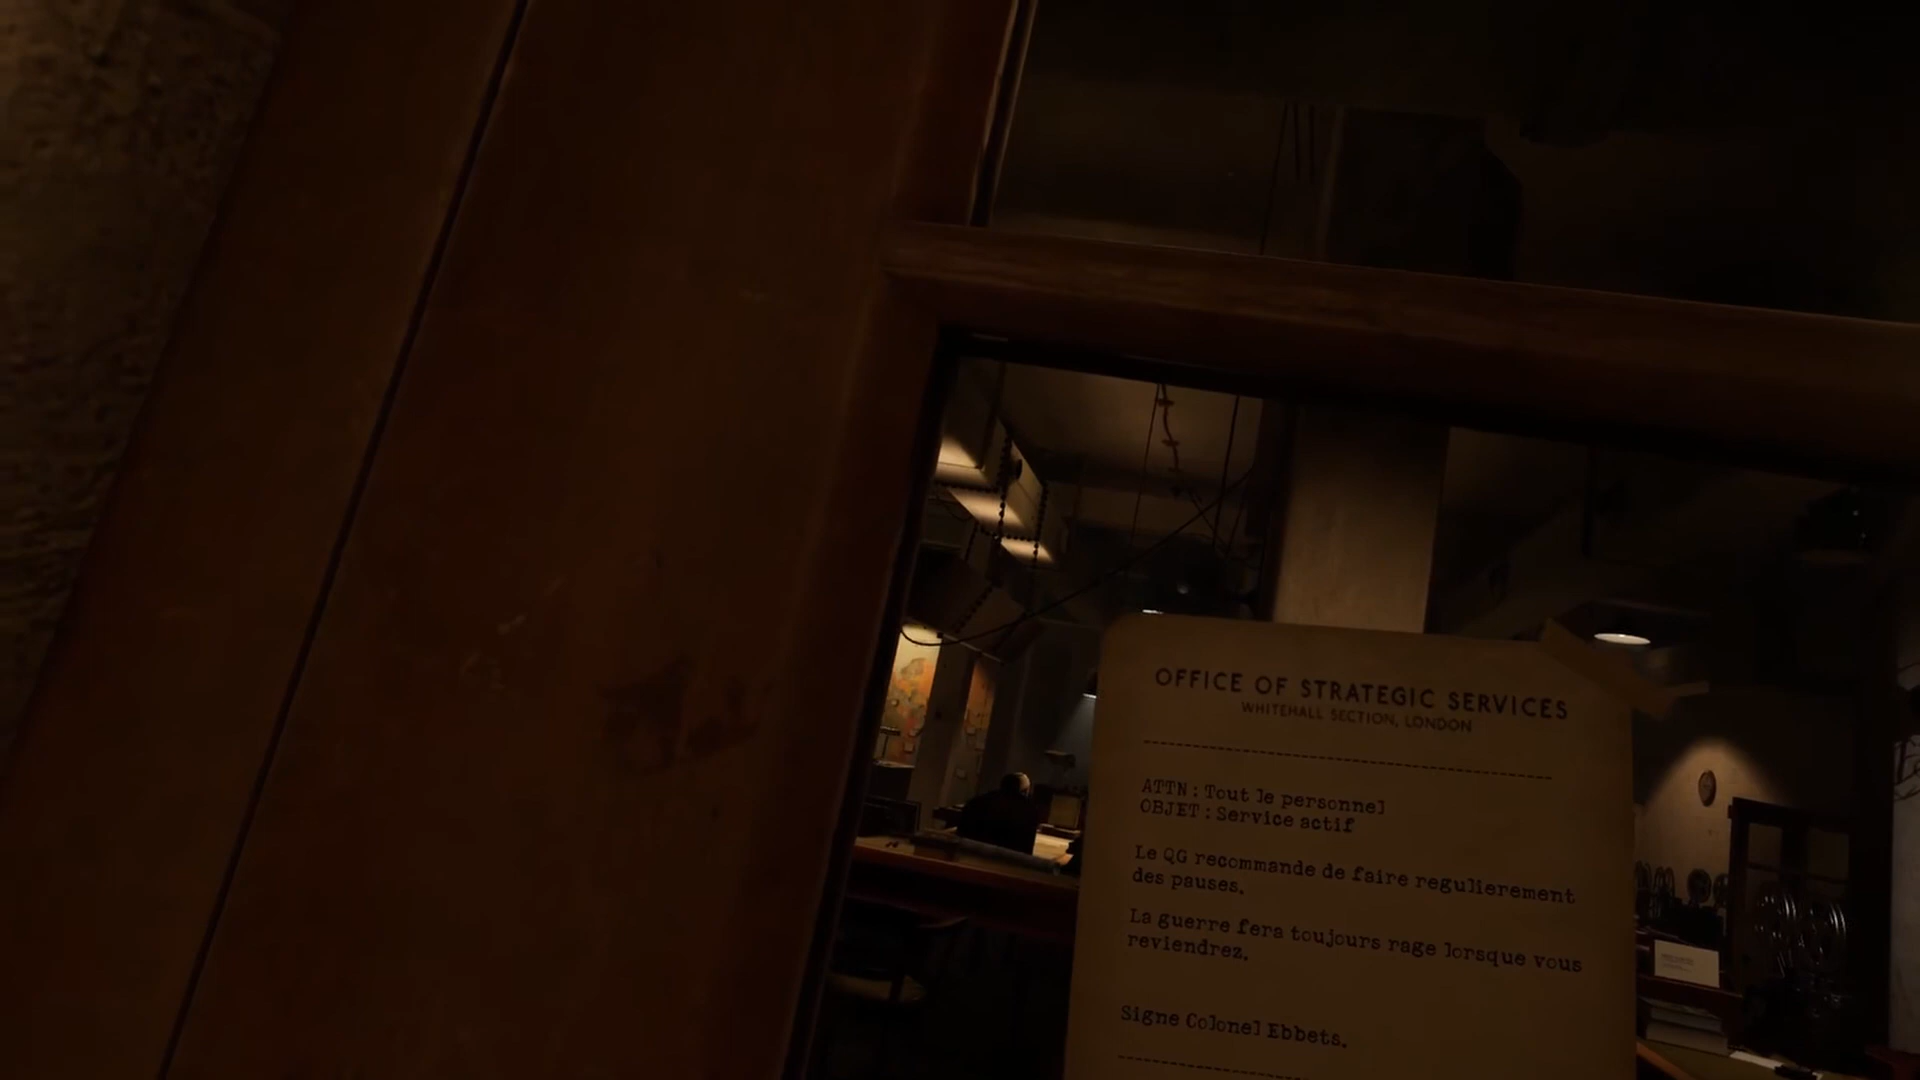 OFFICE OF STRATEGIC SERVICES
WHITEHALL SECTION, LONDON
ATTN : Tout le personnel
OBJET : Service actif
Le QG recommande de faire regulierement
des pauses.
La guerre fera toujours rage lorsque vous
reviendrez.
Signe Colonel Ebbets.